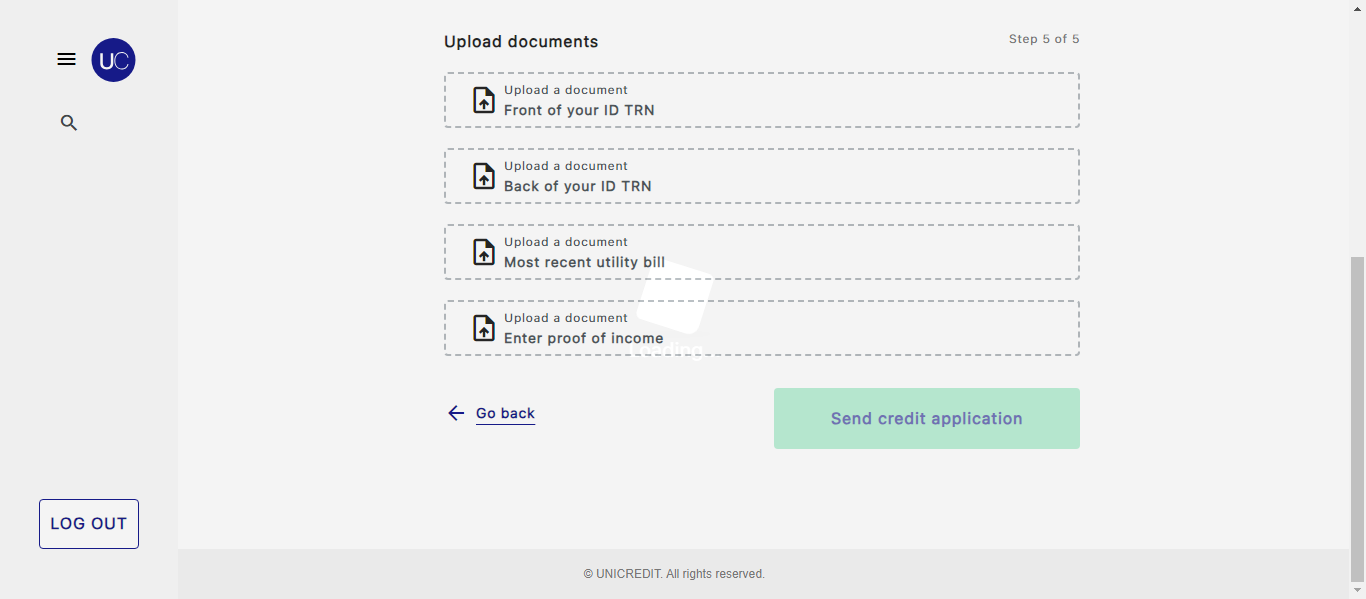 UC
Upload documents
Step 5 of 5
Upload a document
Front of your ID TRN
Upload a document
Back of your ID TRN
Upload a document
Most recent utility bill
Upload a document
Enter proof of income
Loading
Go back
Send credit application
LOG OUT
© UNICREDIT. All rights reserved.